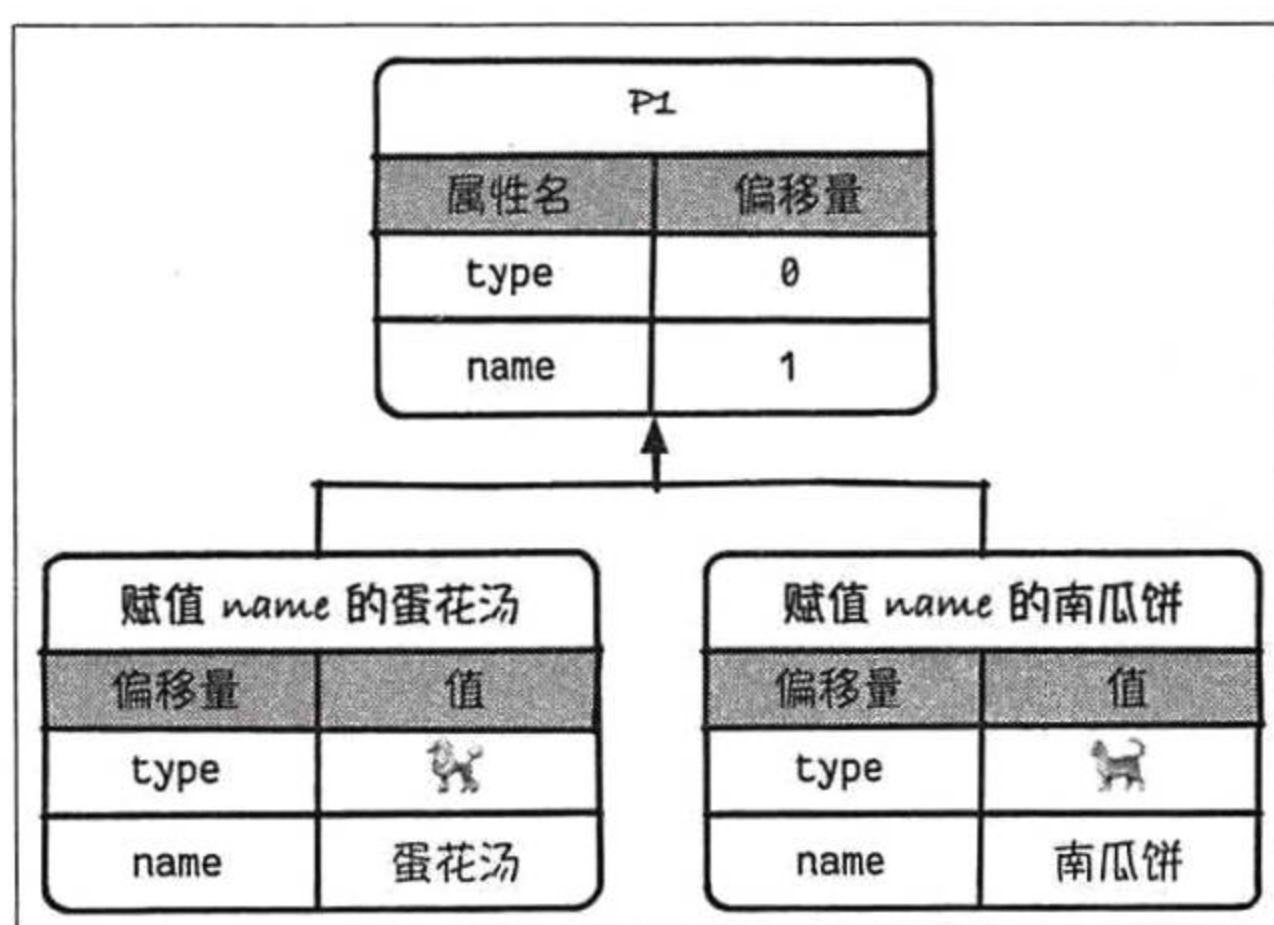 P1
属性名 偏移量
type 0
name 1
赋值 name 的蛋花汤
偏移量 值
type
name 蛋花汤
赋值 name 的南瓜饼
偏移量 值
type
name 南瓜饼